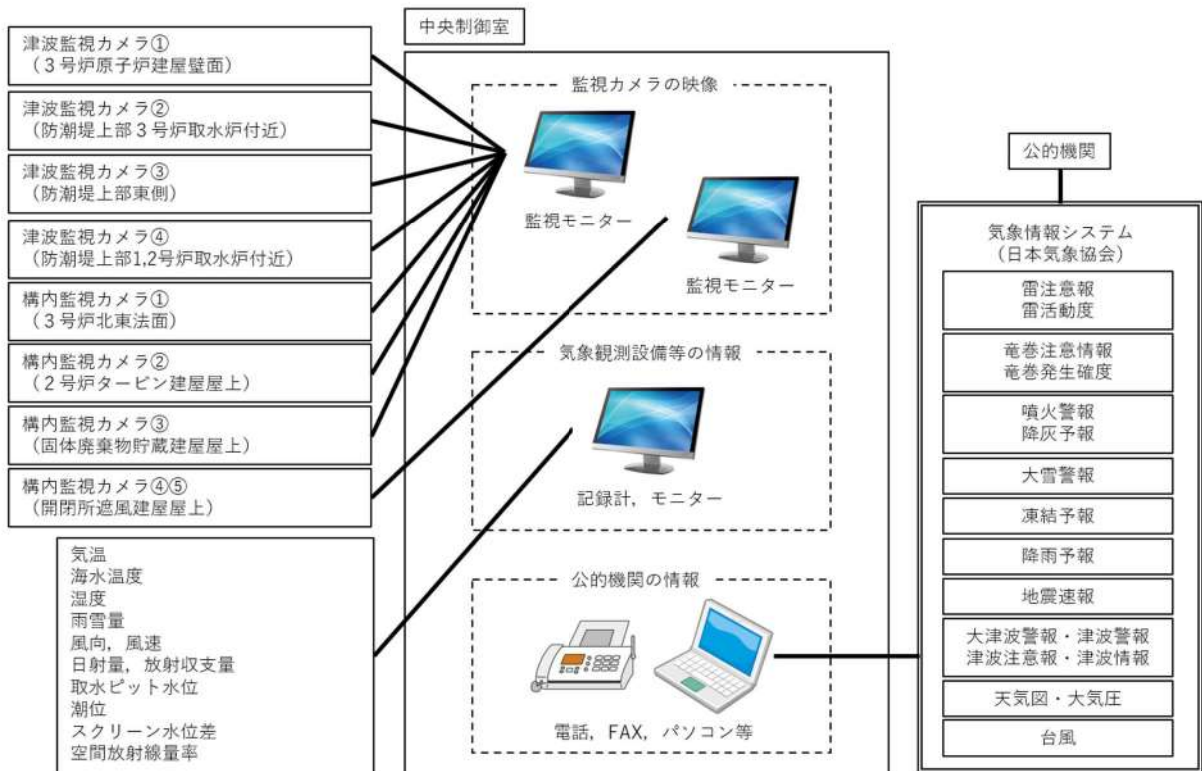 中央制御室
津波監視カメラ①
(3号炉原子炉建屋壁面)
津波監視カメラ②
(防潮堤上部3号炉取水炉付近)
津波監視カメラ③
(防潮堤上部東側)
津波監視カメラ④
(防潮堤上部1,2号炉取水炉付近)
構内監視カメラ①
(3号炉北東法面)
構内監視カメラ②
(2号炉タービン建屋屋上)
構内監視カメラ③
(固体廃棄物貯蔵建屋屋上)
構内監視カメラ④⑤
(開閉所遮風建屋屋上)
気温
海水温度
湿度
雨雪量
風向,風速
日射量,放射収支量
取水ピット水位
潮位
スクリーン水位差
空間放射線量率
監視カメラの映像
監視モニター
監視モニター
気象観測設備等の情報
記録計,モニター
公的機関の情報
電話,FAX,パソコン等
公的機関
気象情報システム
(日本気象協会)
雷注意報
雷活動度
竜巻注意情報
竜巻発生確度
噴火警報
降灰予報
大雪警報
凍結予報
降雨予報
地震速報
大津波警報・津波警報
津波注意報・津波情報
天気図・大気圧
台風